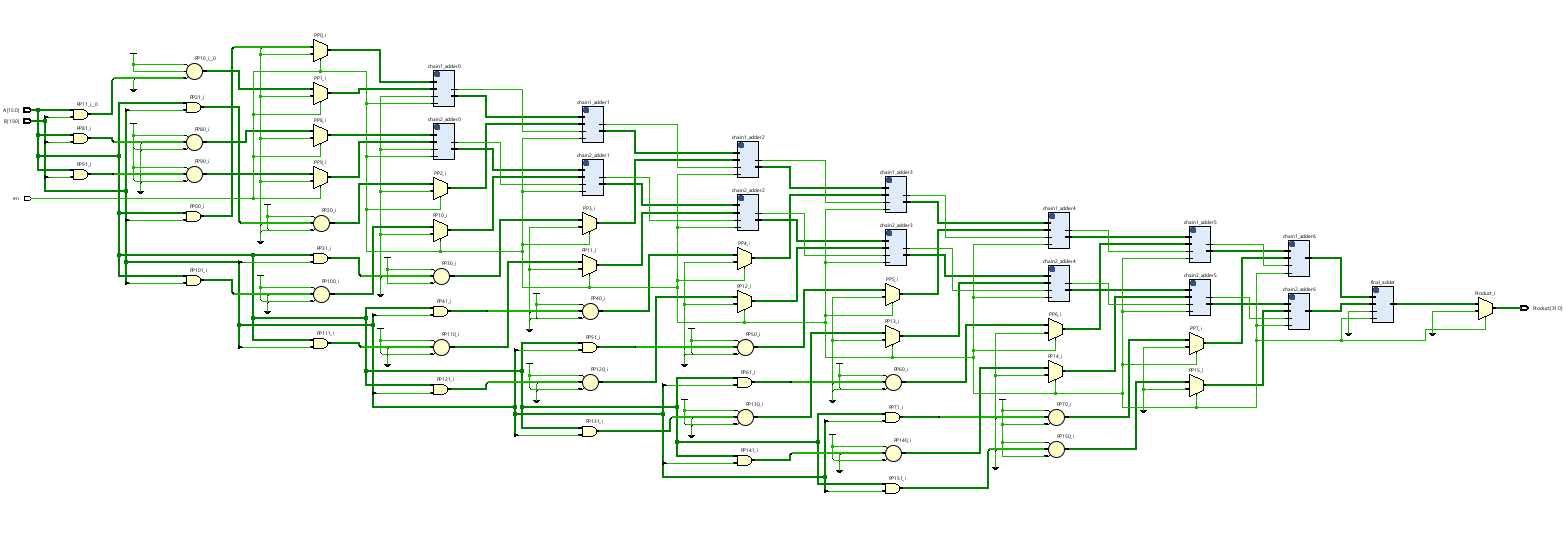 PP0_i
PP10_i__0
chain1_adder0
PP1_i
PP11_i__0
PP21_i
A[15:0]
B[15:0]
chain1_adder1
PP8_i
chain2_adder0
PP81_i
PP80_i
chain1_adder2
chain2_adder1
PP91_i
PP90_i
PP9_i
PP2_i
chain1_adder3
chain2_adder2
en
PP00_i
PP20_i
PP10_i
PP3_i
chain1_adder4
chain2_adder3
chain1_adder5
PP31_i
PP4_i
chain1_adder6
PP11_i
PP30_i
chain2_adder4
PP101_i
PP100_i
chain2_adder5
final_adder
PP5_i
PP12_i
chain2_adder6
Product_i
PP41_i
PP40_i
Product[31:0]
PP6_i
PP13_i
PP111_i
PP110_i
PP51_i
PP50_i
PP7_i
PP14_i
PP121_i
PP120_i
PP61_i
PP60_i
PP15_i
PP131_i
PP130_i
PP71_i
PP70_i
PP141_i
PP140_i
PP150_i
PP151_i